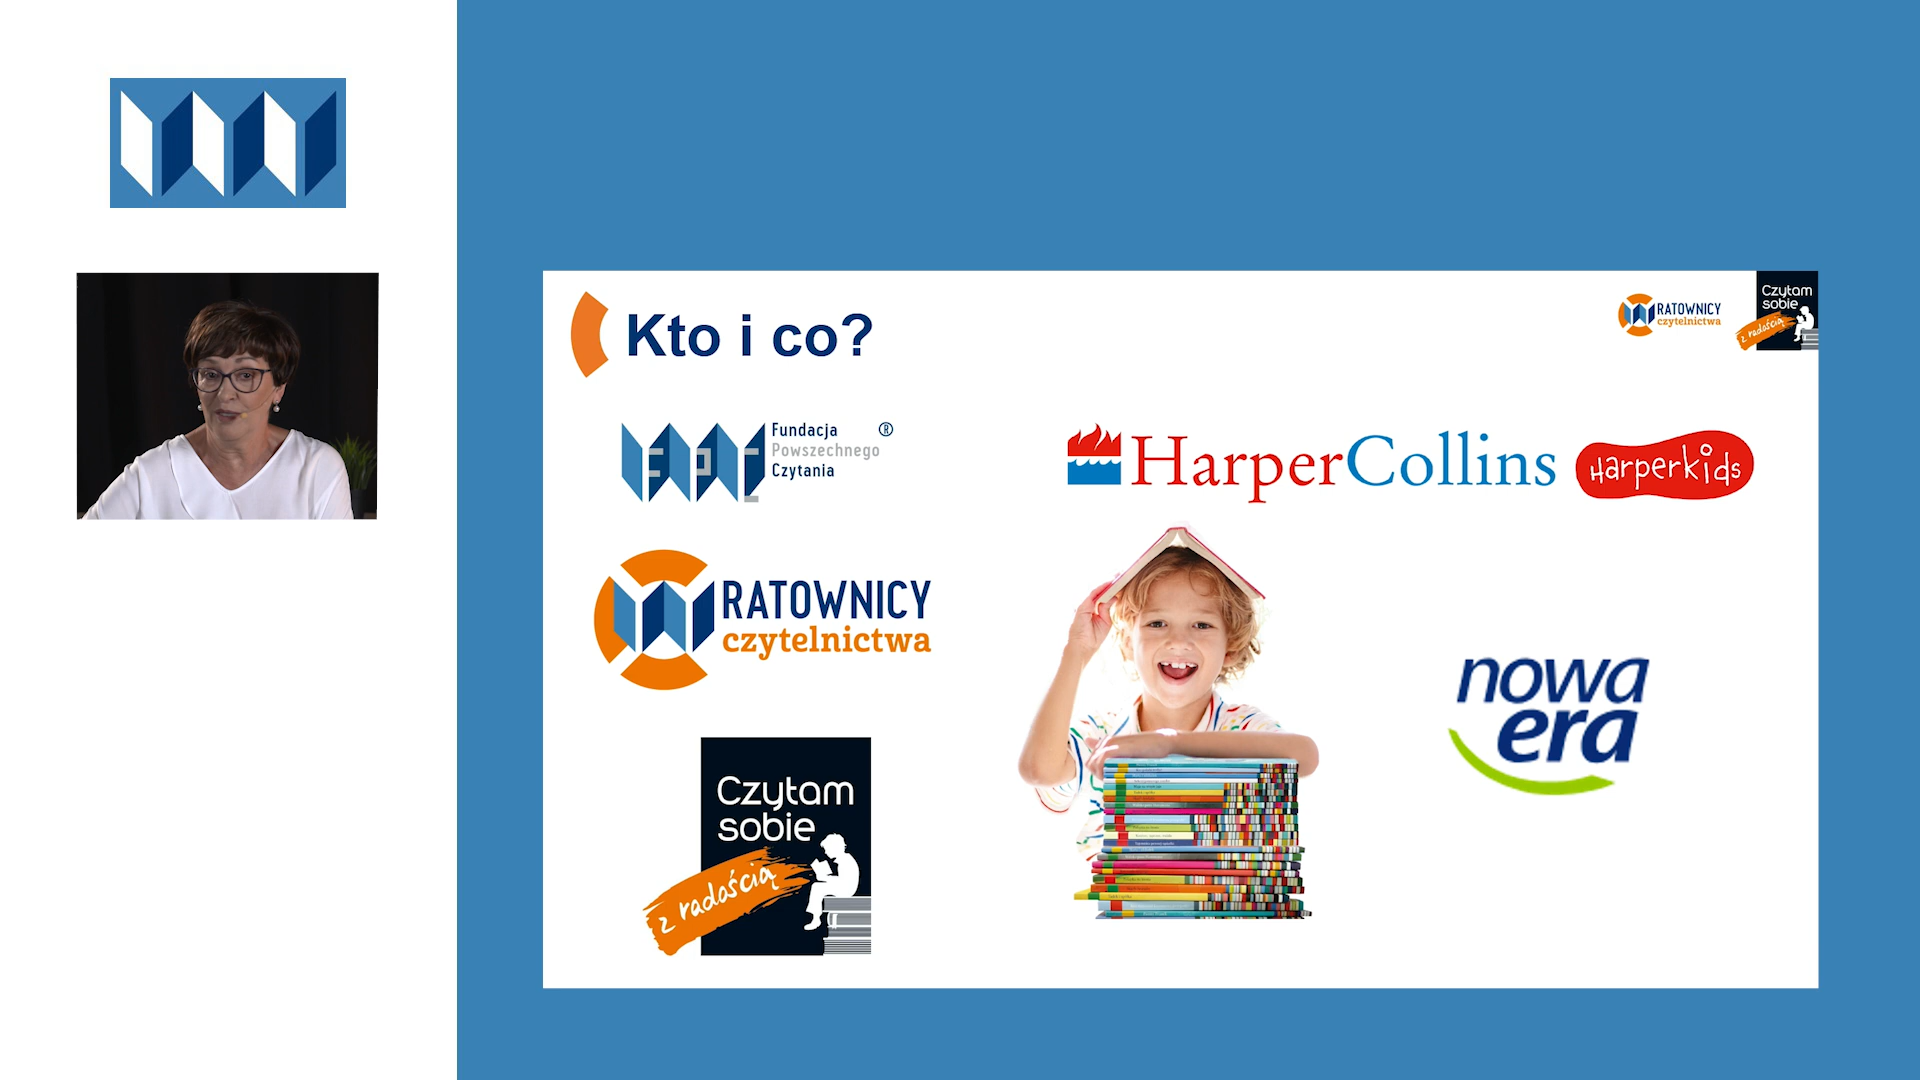 Kto i co?
RATOWNICY
czytelnictwa
Czytam
sobie
z radością
FPC
Fundacja ®
Powszechnego
Czytania
HarperCollins
HarperKids
RATOWNICY
czytelnictwa
nowa
era
Czytam
sobie
z radością